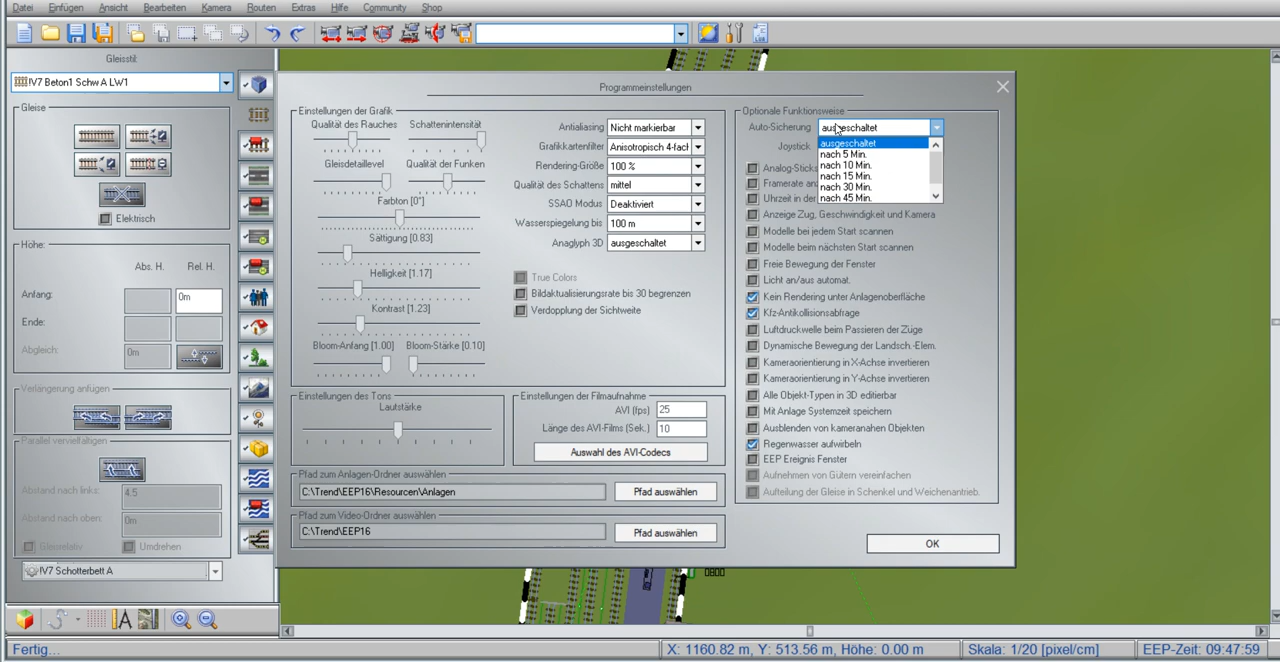 Datei Einfügen Ansicht Bearbeiten Kamera Routen Extras Hilfe Community Shop
Gleisstil:
!V7 Beton1 Schw A LW1
Gleise
Elektrisch
Höhe:
Abs. H. Rel. H.
Anfang: 0m
Ende:
Abgleich: 0m
Verlängerung anfügen
Parallel vervielfältigen
Abstand nach links: 4.5
Abstand nach oben: 0m
Gleisrelativ Umdrehen
!V7 Schotterbett A
Programmeinstellungen
Einstellungen der Grafik
Qualität des Rauches Schattenintensität
Gleisdetaillevel Qualität der Funken
Farbton [0°]
Sättigung [0.83]
Helligkeit [1.17]
Kontrast [1.23]
Bloom-Anfang [1.00] Bloom-Stärke [0.10]
Antialiasing Nicht markierbar
Grafikkartenfilter Anisotropisch 4-fach
Rendering-Größe 100 %
Qualität des Schattens mittel
SSAO Modus Deaktiviert
Wasserspiegelung bis 100 m
Anaglyph 3D ausgeschaltet
True Colors
Bildaktualisierungsrate bis 30 begrenzen
Verdopplung der Sichtweite
Einstellungen des Tons
Lautstärke
Einstellungen der Filmaufnahme
AVI (fps) 25
Länge des AVI-Films (Sek.) 10
Auswahl des AVI-Codecs
Pfad zum Anlagen-Ordner auswählen
C:\Trend\EEP16\Resourcen\Anlagen Pfad auswählen
Pfad zum Video-Ordner auswählen
C:\Trend\EEP16 Pfad auswählen
Optionale Funktionsweise
Auto-Sicherung ausgeschaltet
ausgeschaltet
nach 5 Min.
nach 10 Min.
nach 15 Min.
nach 30 Min.
nach 45 Min.
Joystick
Analog-Sticks
Framerate an
Uhrzeit in der
Anzeige Zug, Geschwindigkeit und Kamera
Modelle bei jedem Start scannen
Modelle beim nächsten Start scannen
Freie Bewegung der Fenster
Licht an/aus automat.
Kein Rendering unter Anlagenoberfläche
Kfz-Antikollisionsabfrage
Luftdruckwelle beim Passieren der Züge
Dynamische Bewegung der Landsch.-Elem.
Kameraorientierung in X-Achse invertieren
Kameraorientierung in Y-Achse invertieren
Alle Objekt-Typen in 3D editierbar
Mit Anlage Systemzeit speichern
Ausblenden von kameranahen Objekten
Regenwasser aufwirbeln
EEP Ereignis Fenster
Aufnehmen von Gütern vereinfachen
Aufteilung der Gleise in Schenkel und Weichenantrieb.
OK
Fertig... X: 1160.82 m, Y: 513.56 m, Höhe: 0.00 m Skala: 1/20 [pixel/cm] EEP-Zeit: 09:47:59